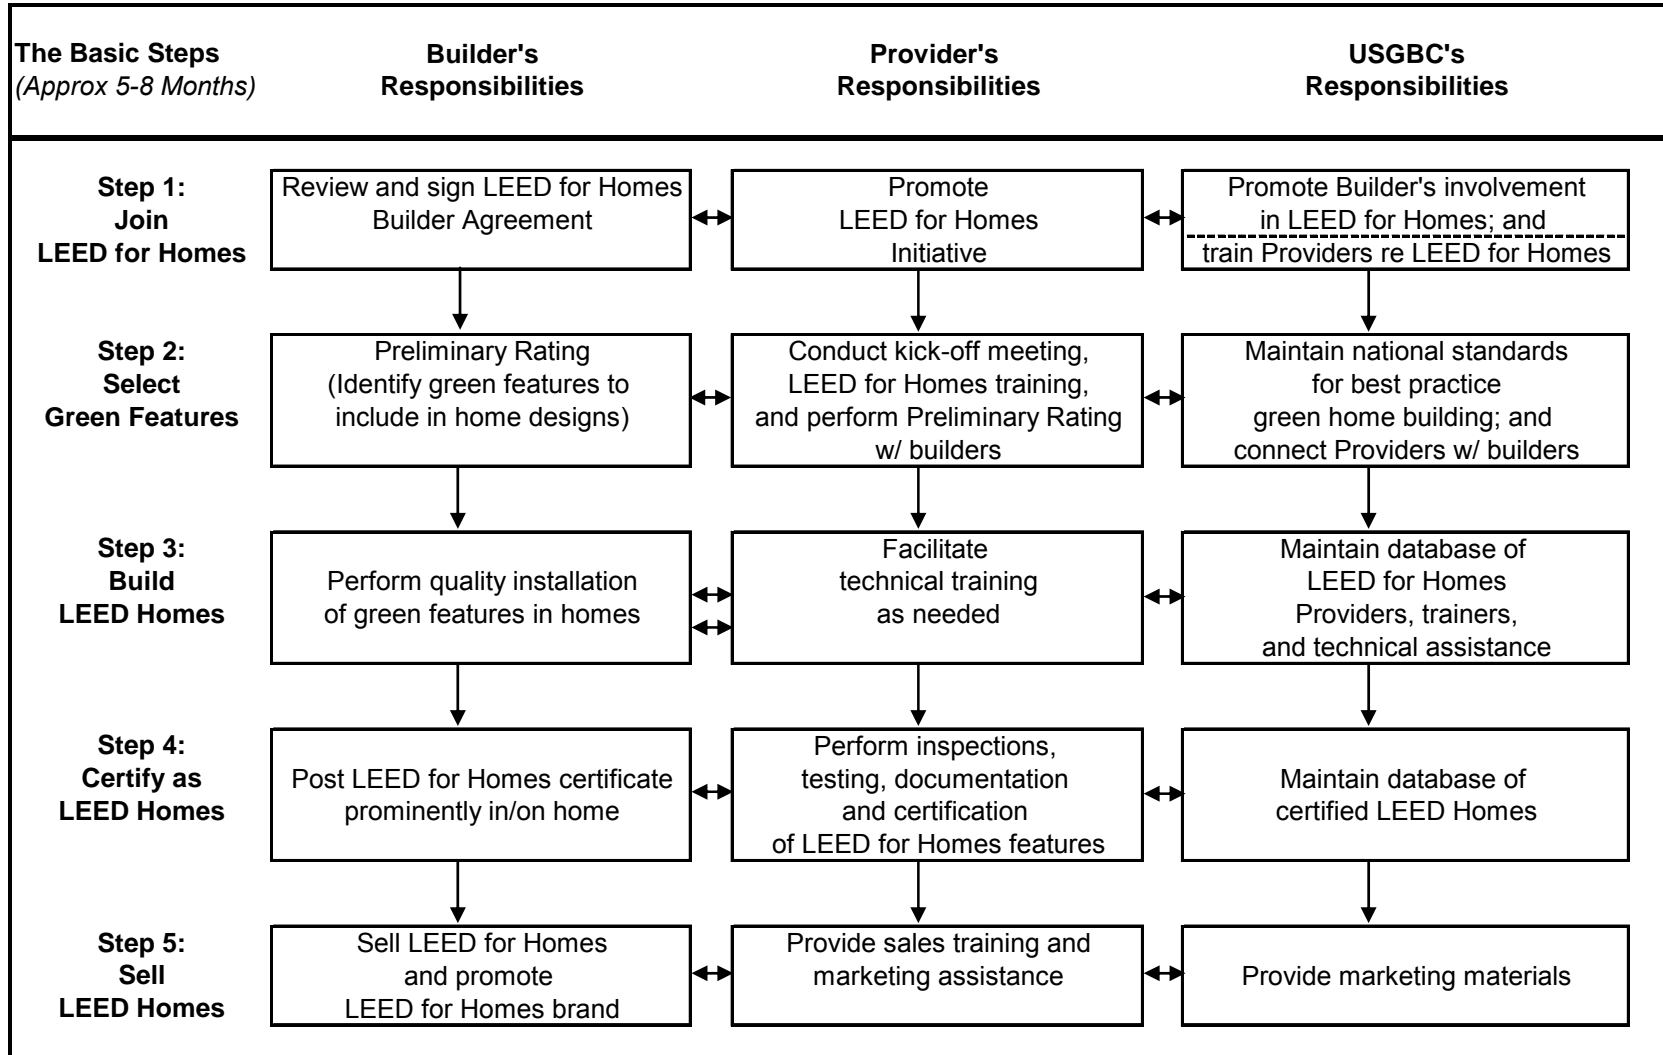 The Basic Steps
(Approx 5-8 Months)
Builder's
Responsibilities
Provider's
Responsibilities
USGBC's
Responsibilities
Step 1:
Join
LEED for Homes
Review and sign LEED for Homes
Builder Agreement
Promote
LEED for Homes
Initiative
Promote Builder's involvement
in LEED for Homes; and
train Providers re LEED for Homes
Step 2:
Select
Green Features
Preliminary Rating
(Identify green features to
include in home designs)
Conduct kick-off meeting,
LEED for Homes training,
and perform Preliminary Rating
w/ builders
Maintain national standards
for best practice
green home building; and
connect Providers w/ builders
Step 3:
Build
LEED Homes
Perform quality installation
of green features in homes
Facilitate
technical training
as needed
Maintain database of
LEED for Homes
Providers, trainers,
and technical assistance
Step 4:
Certify as
LEED Homes
Post LEED for Homes certificate
prominently in/on home
Perform inspections,
testing, documentation
and certification
of LEED for Homes features
Maintain database of
certified LEED Homes
Step 5:
Sell
LEED Homes
Sell LEED for Homes
and promote
LEED for Homes brand
Provide sales training and
marketing assistance
Provide marketing materials